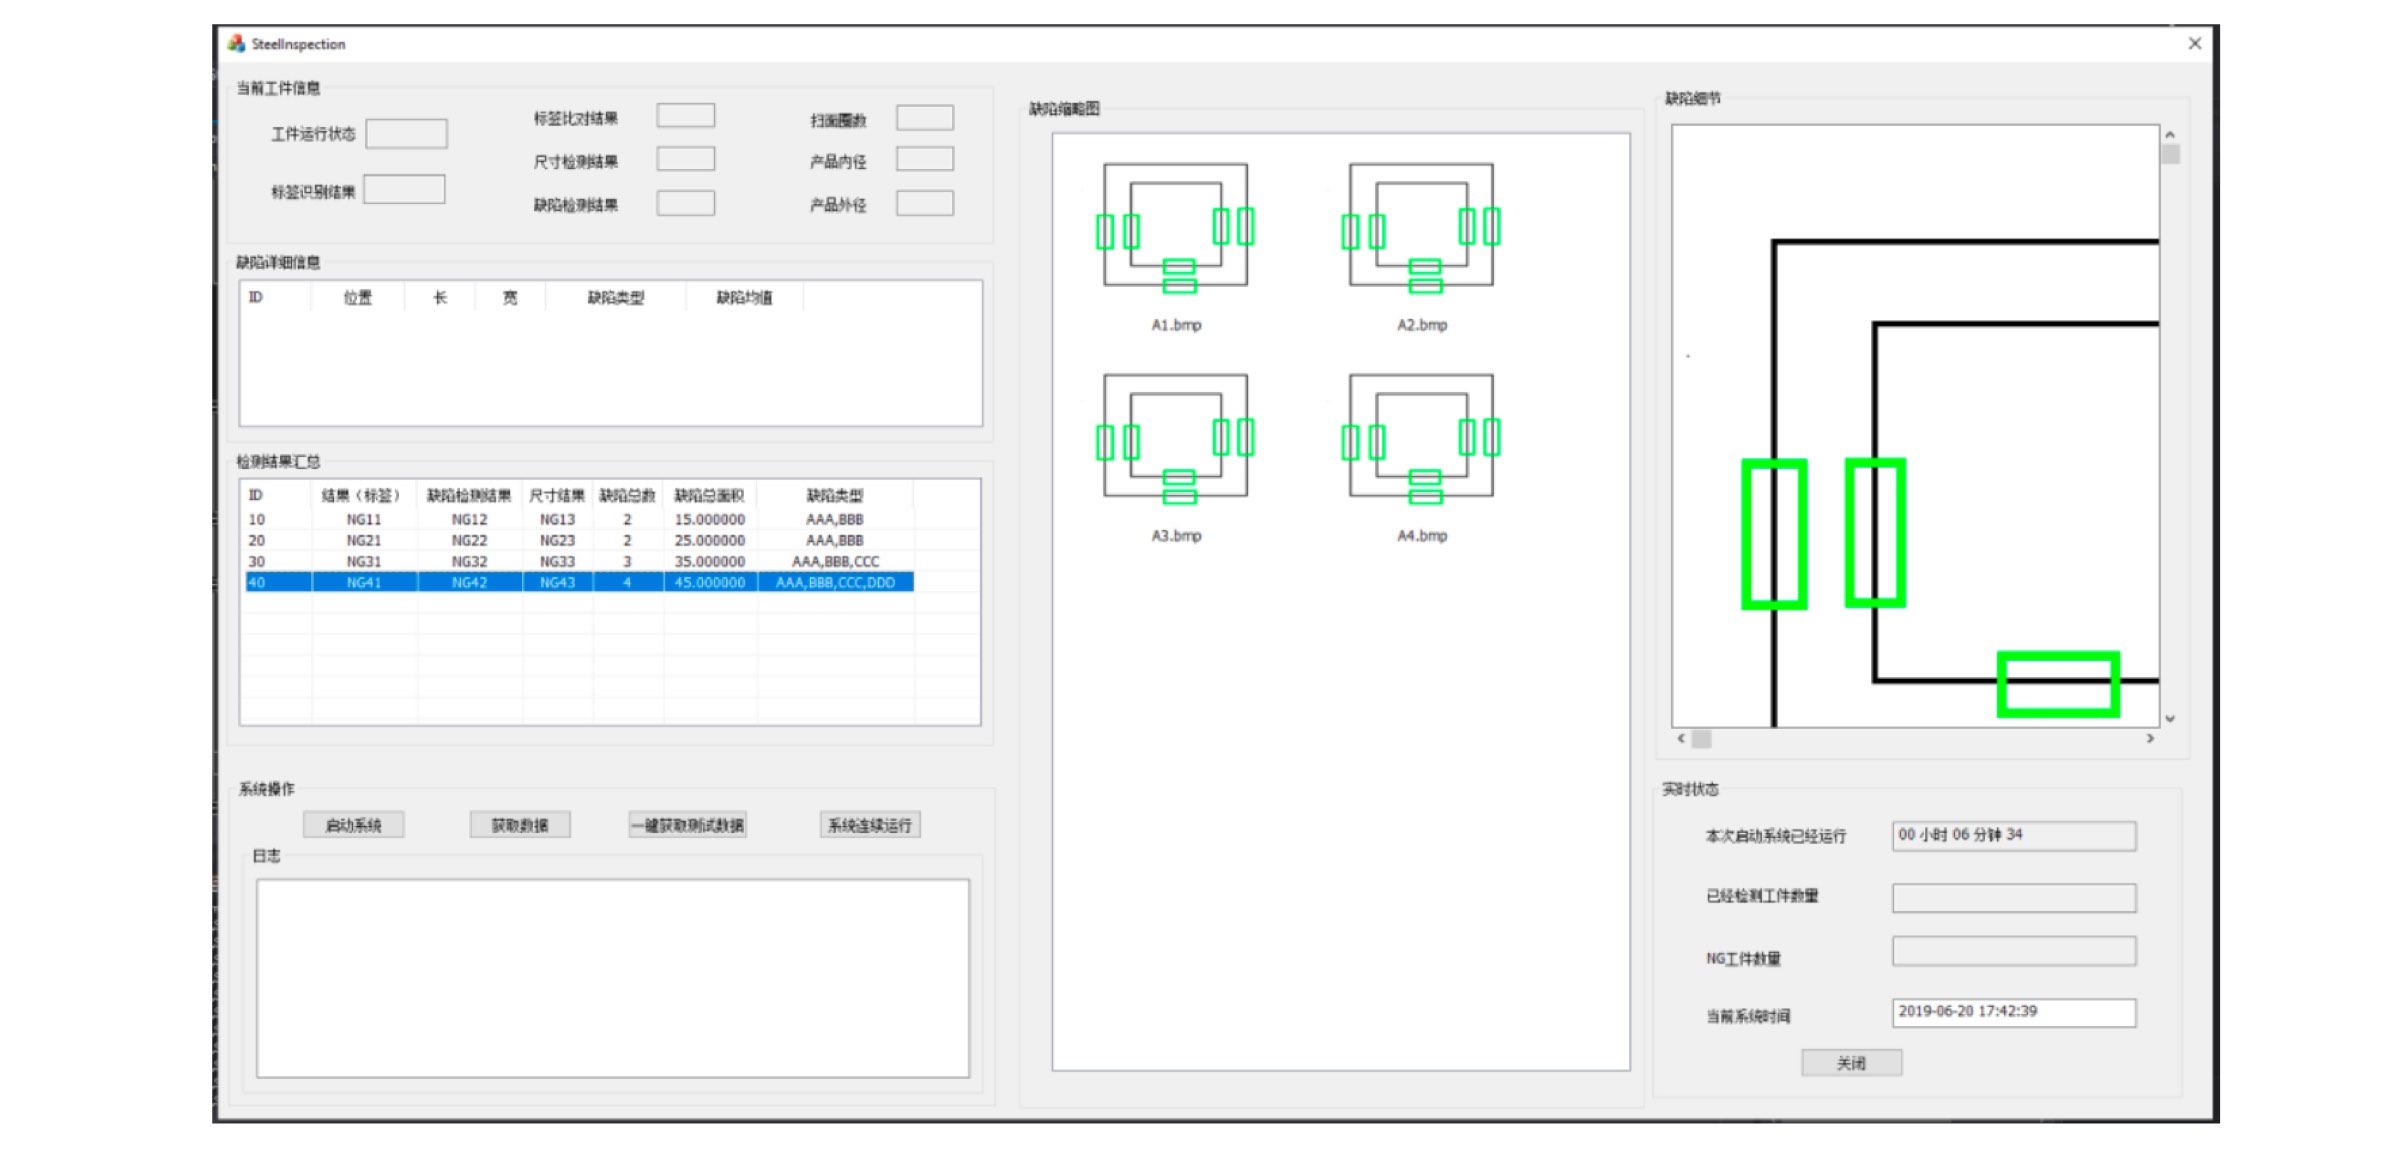 SteelInspection
当前工件信息
工件运行状态
标签识别结果
标签比对结果
尺寸检测结果
缺陷检测结果
扫面圈数
产品内径
产品外径
缺陷详细信息
ID 位置 长 宽 缺陷类型 缺陷均值
检测结果汇总
ID 结果（标签） 缺陷检测结果 尺寸结果 缺陷总数 缺陷总面积 缺陷类型
10 NG11 NG12 NG13 2 15.000000 AAA,BBB
20 NG21 NG22 NG23 2 25.000000 AAA,BBB
30 NG31 NG32 NG33 3 35.000000 AAA,BBB,CCC
40 NG41 NG42 NG43 4 45.000000 AAA,BBB,CCC,DDD
系统操作
启动系统 获取数据 一键获取测试数据 系统连续运行
日志
缺陷缩略图
A1.bmp A2.bmp
A3.bmp A4.bmp
缺陷细节
实时状态
本次启动系统已经运行 00 小时 06 分钟 34
已经检测工件数量
NG工件数量
当前系统时间 2019-06-20 17:42:39
关闭